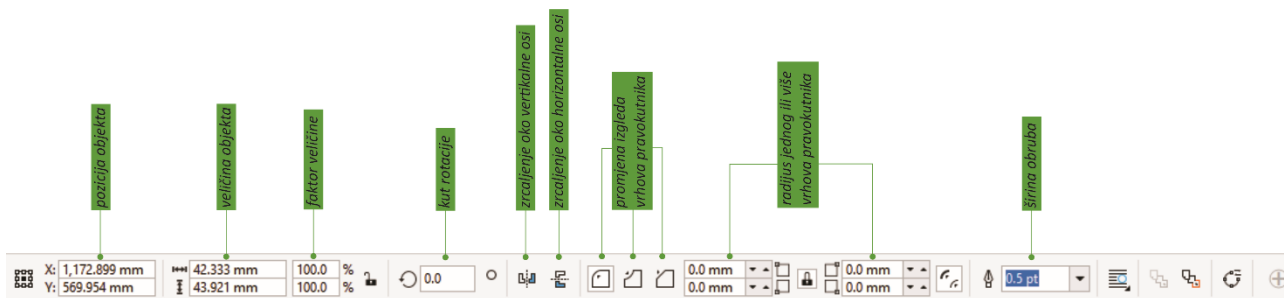 pozicija objekta
veličina objekta
faktor veličine
kut rotacije
zrcaljenje oko vertikalne osi
zrcaljenje oko horizontalne osi
promjena izgleda
vrhova pravokutnika
radijus jednog ili više
vrhova pravokutnika
širina obruba
X: 1,172.899 mm
Y: 569.954 mm
42.333 mm
43.921 mm
100.0 %
100.0 %
0.0
0.0 mm
0.0 mm
0.0 mm
0.0 mm
0.5 pt